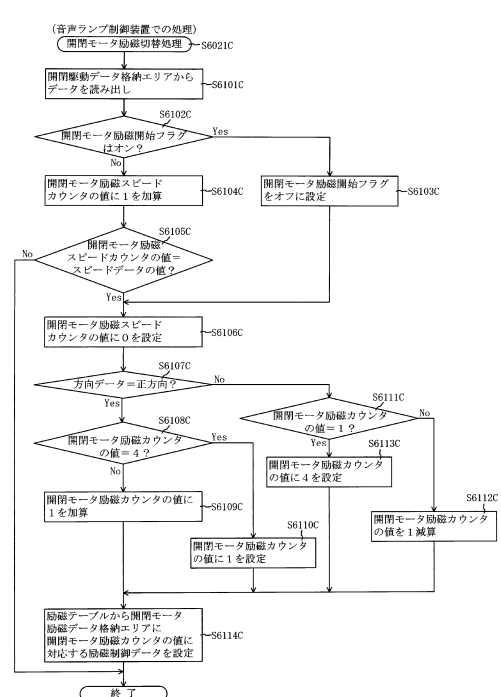 (音声ランプ制御装置での処理)
開閉モータ励磁切替処理
S6021C
開閉駆動データ格納エリアから
データを読み出し
S6101C
S6102C
開閉モータ励磁開始フラグ
はオン？
Yes
No
開閉モータ励磁スピード
カウンタの値に１を加算
S6104C
開閉モータ励磁開始フラグ
をオフに設定
S6103C
S6105C
開閉モータ励磁
スピードカウンタの値＝
スピードデータの値？
No
Yes
開閉モータ励磁スピード
カウンタの値に０を設定
S6106C
S6107C
方向データ＝正方向？
No
Yes
S6108C
開閉モータ励磁カウンタ
の値＝４？
Yes
No
S6111C
開閉モータ励磁カウンタ
の値＝１？
No
Yes
S6113C
開閉モータ励磁カウンタ
の値に４を設定
開閉モータ励磁カウンタの値に
１を加算
S6109C
S6110C
開閉モータ励磁カウンタ
の値に１を設定
S6112C
開閉モータ励磁カウンタ
の値を１減算
励磁テーブルから開閉モータ
励磁データ格納エリアに
開閉モータ励磁カウンタの値に
対応する励磁制御データを設定
S6114C
終 了